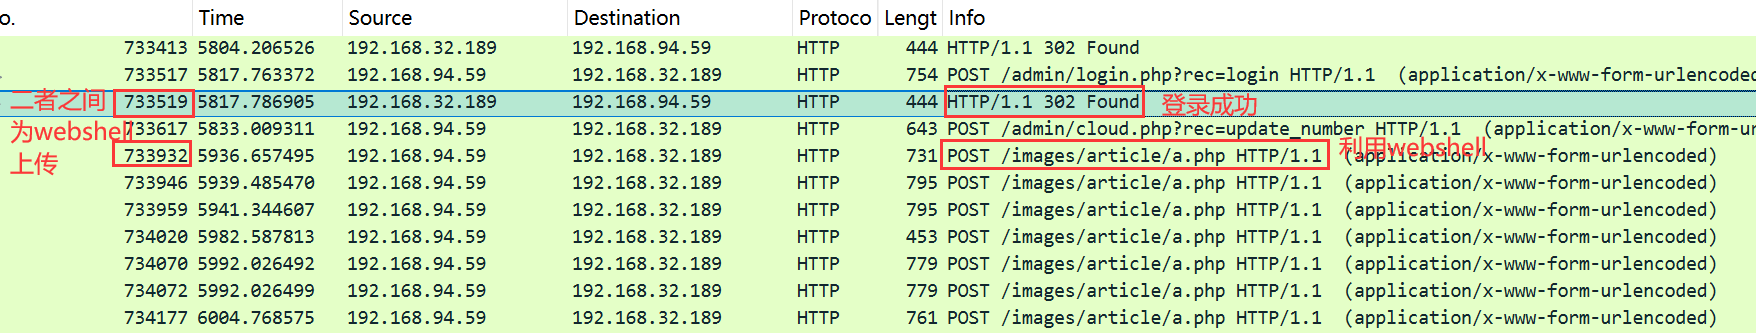 o. Time Source Destination Protoco Lengt Info
733413 5804.206526 192.168.32.189 192.168.94.59 HTTP 444 HTTP/1.1 302 Found
733517 5817.763372 192.168.94.59 192.168.32.189 HTTP 754 POST /admin/login.php?rec=login HTTP/1.1 (application/x-www-form-urlencoded
二者之间 733519 5817.786905 192.168.32.189 192.168.94.59 HTTP 444 HTTP/1.1 302 Found 登录成功
为webshell 733617 5833.009311 192.168.94.59 192.168.32.189 HTTP 643 POST /admin/cloud.php?rec=update_number HTTP/1.1 (application/x-www-form-ur
上传 733932 5936.657495 192.168.94.59 192.168.32.189 HTTP 731 POST /images/article/a.php HTTP/1.1 利用webshell (application/x-www-form-urlencoded)
733946 5939.485470 192.168.94.59 192.168.32.189 HTTP 795 POST /images/article/a.php HTTP/1.1 (application/x-www-form-urlencoded)
733959 5941.344607 192.168.94.59 192.168.32.189 HTTP 795 POST /images/article/a.php HTTP/1.1 (application/x-www-form-urlencoded)
734020 5982.587813 192.168.94.59 192.168.32.189 HTTP 453 POST /images/article/a.php HTTP/1.1 (application/x-www-form-urlencoded)
734070 5992.026492 192.168.94.59 192.168.32.189 HTTP 779 POST /images/article/a.php HTTP/1.1 (application/x-www-form-urlencoded)
734072 5992.026499 192.168.94.59 192.168.32.189 HTTP 779 POST /images/article/a.php HTTP/1.1 (application/x-www-form-urlencoded)
734177 6004.768575 192.168.94.59 192.168.32.189 HTTP 761 POST /images/article/a.php HTTP/1.1 (application/x-www-form-urlencoded)